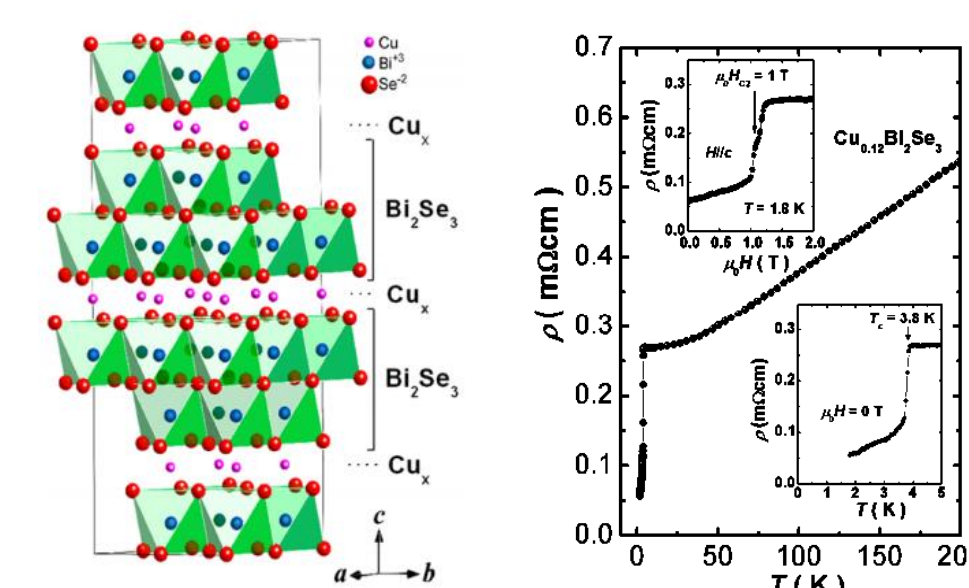 Cu
Bi+3
Se-2
Cux
Bi2Se3
Cux
Bi2Se3
Cux
c
a
b
0.7
0.6
0.5
0.4
0.3
0.2
0.1
0.0
ρ ( mΩcm)
0 50 100 150 20
T ( K )
Cu0.12Bi2Se3
0.3
0.2
0.1
0.0
ρ (mΩcm)
μ0Hc2 = 1 T
H//c
T = 1.8 K
0.0 0.5 1.0 1.5 2.0
μ0H ( T )
0.3
0.2
0.1
0.0
ρ (mΩcm)
Tc = 3.8 K
μ0H = 0 T
0 1 2 3 4 5
T ( K )